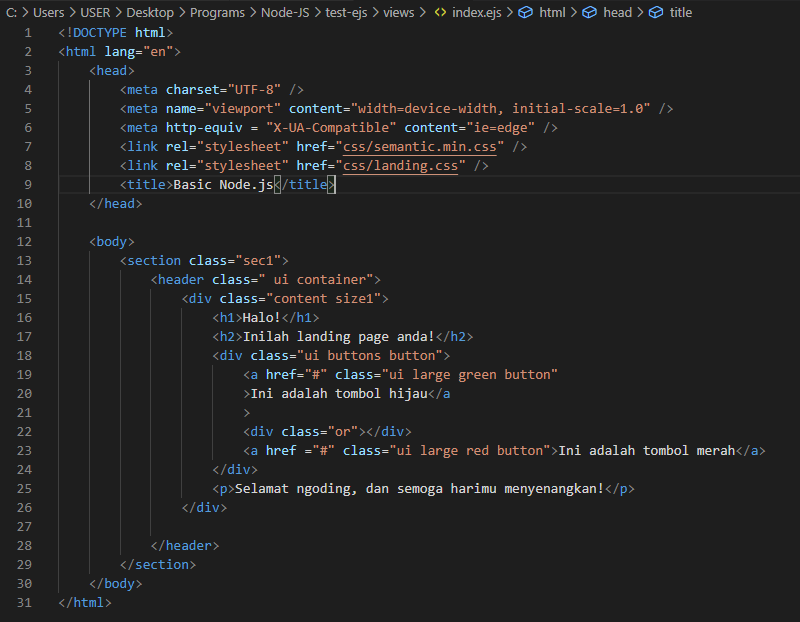 C: > Users > USER > Desktop > Programs > Node-JS > test-ejs > views > <> index.ejs > html > head > title
1 <!DOCTYPE html>
2 <html lang="en">
3 <head>
4 <meta charset="UTF-8" />
5 <meta name="viewport" content="width=device-width, initial-scale=1.0" />
6 <meta http-equiv = "X-UA-Compatible" content="ie=edge" />
7 <link rel="stylesheet" href="css/semantic.min.css" />
8 <link rel="stylesheet" href="css/landing.css" />
9 <title>Basic Node.js</title>
10 </head>
11
12 <body>
13 <section class="sec1">
14 <header class=" ui container">
15 <div class="content size1">
16 <h1>Halo!</h1>
17 <h2>Inilah landing page anda!</h2>
18 <div class="ui buttons button">
19 <a href="#" class="ui large green button"
20 >Ini adalah tombol hijau</a
21 >
22 <div class="or"></div>
23 <a href ="#" class="ui large red button">Ini adalah tombol merah</a>
24 </div>
25 <p>Selamat ngoding, dan semoga harimu menyenangkan!</p>
26 </div>
27
28 </header>
29 </section>
30 </body>
31 </html>